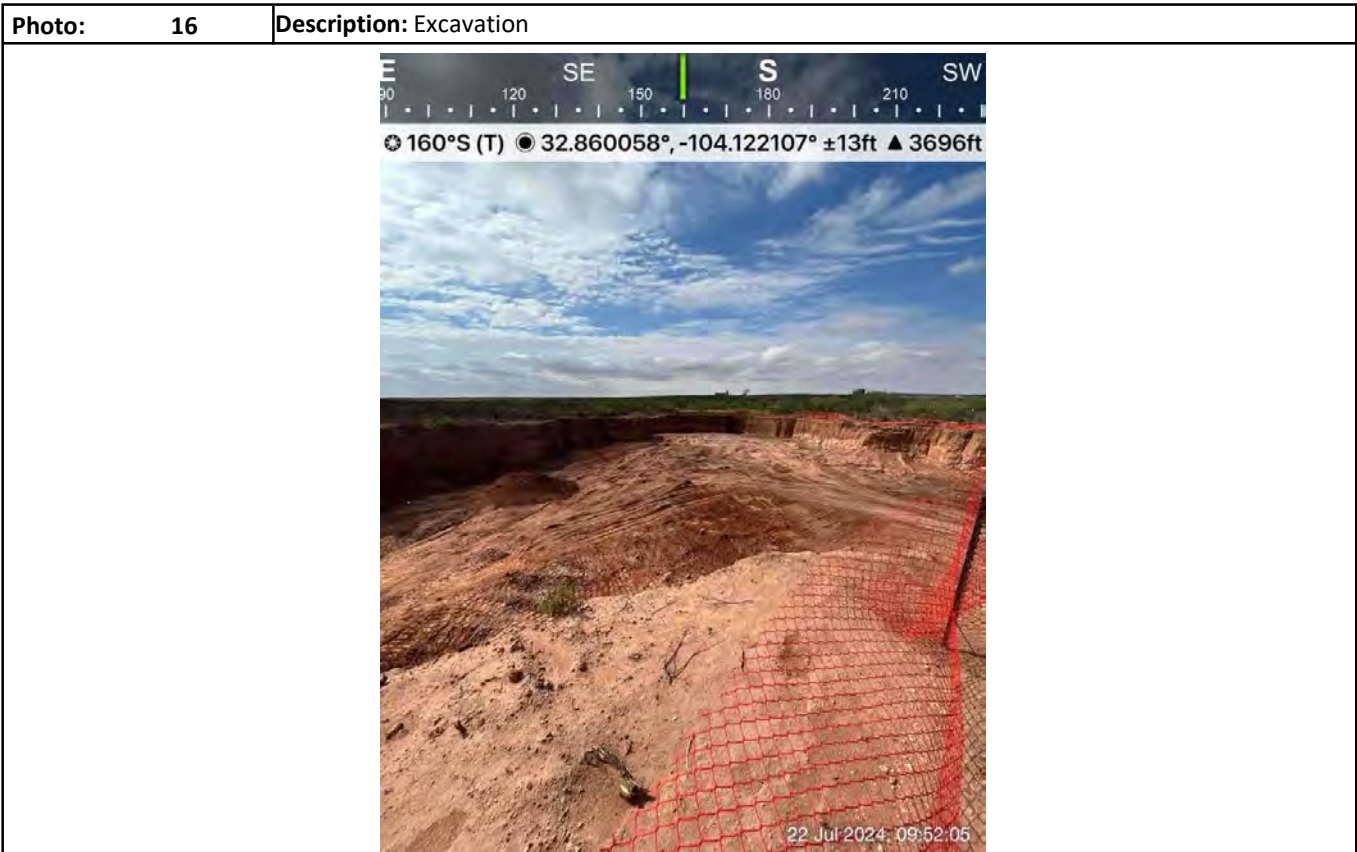 Photo: 16 Description: Excavation
E SE S SW
90 120 150 180 210
160°S (T) 32.860058°, -104.122107° ±13ft ▲ 3696ft
22 Jul 2024, 09:52:05